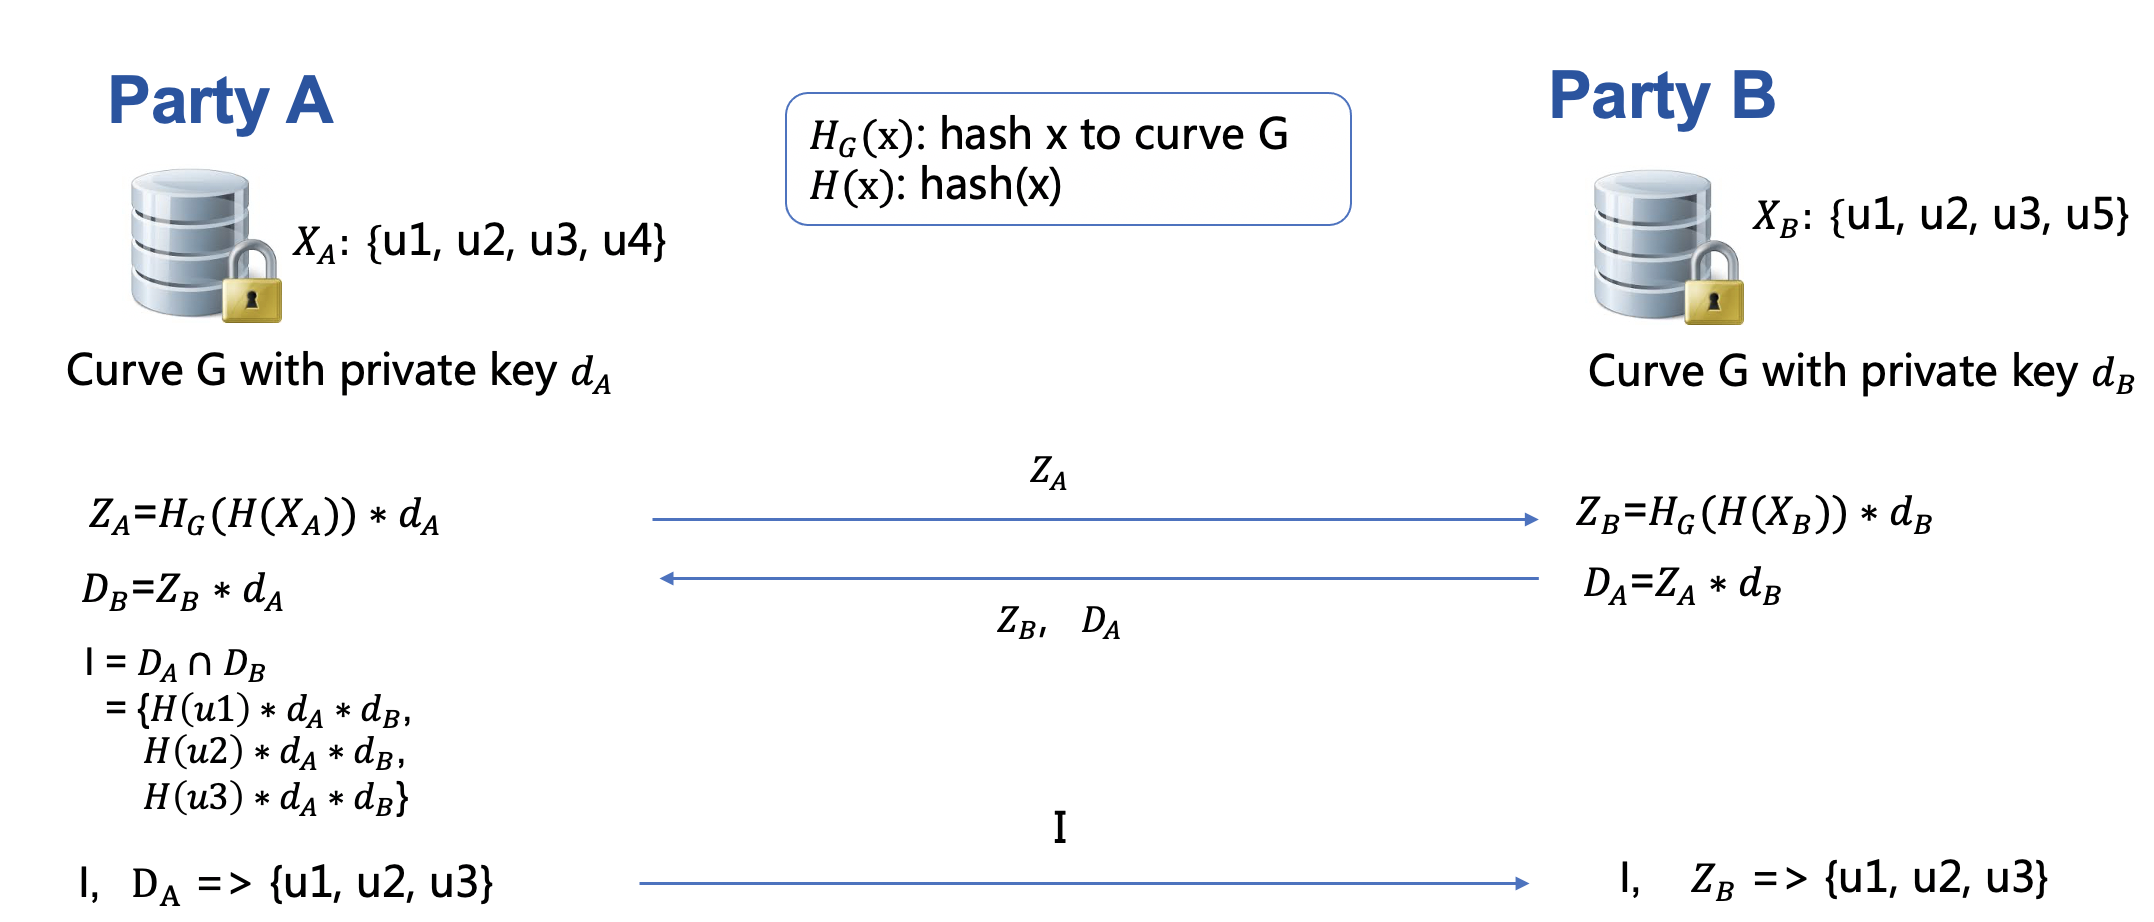 Party A
Party B
H_G(x): hash x to curve G
H(x): hash(x)
X_A: {u1, u2, u3, u4}
X_B: {u1, u2, u3, u5}
Curve G with private key d_A
Curve G with private key d_B
Z_A
Z_A=H_G(H(X_A)) * d_A
Z_B=H_G(H(X_B)) * d_B
D_B=Z_B * d_A
D_A=Z_A * d_B
Z_B, D_A
I = D_A ∩ D_B
= {H(u1) * d_A * d_B,
H(u2) * d_A * d_B,
H(u3) * d_A * d_B}
I
I, D_A => {u1, u2, u3}
I, Z_B => {u1, u2, u3}